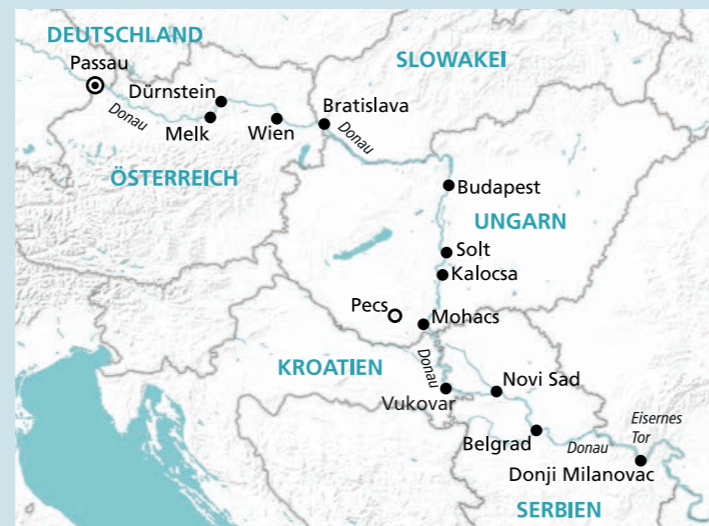 DEUTSCHLAND
Passau
Dürnstein
Donau
Melk
Wien
SLOWAKEI
Bratislava
Donau
ÖSTERREICH
Budapest
UNGARN
Solt
Kalocsa
Pecs
Mohacs
KROATIEN
Donau
Vukovar
Novi Sad
Belgrad
Donau
Eisernes
Tor
Donji Milanovac
SERBIEN